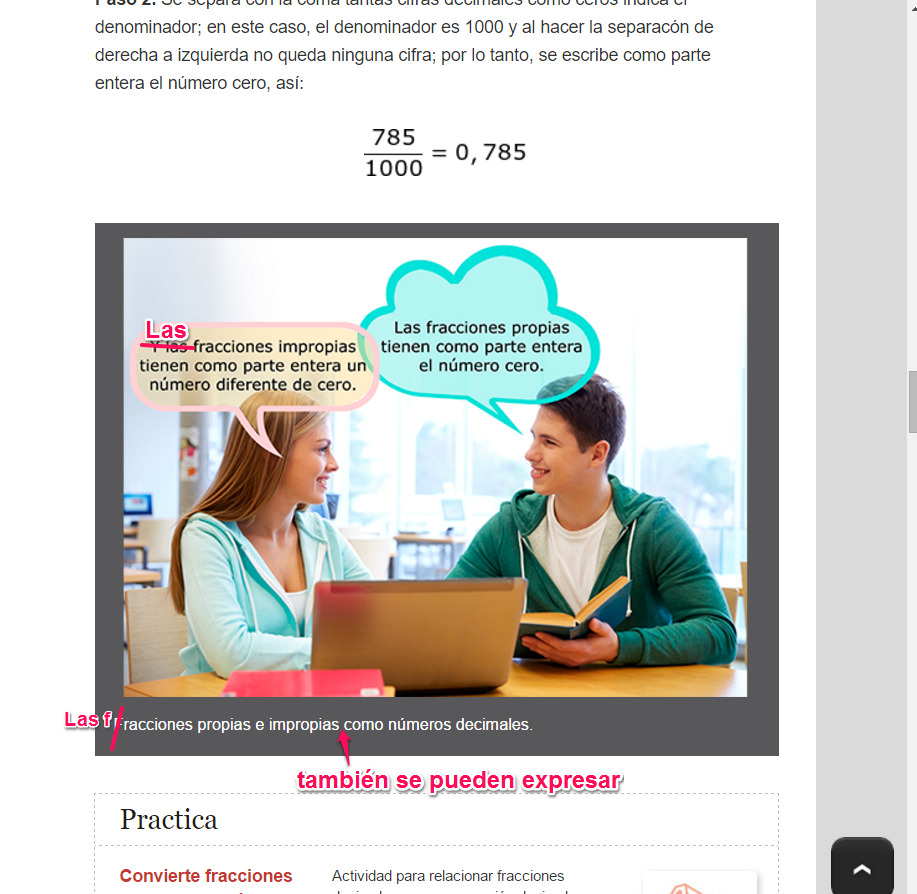 Paso 2. Se separa con la coma tantas cifras decimales como ceros indica el
denominador; en este caso, el denominador es 1000 y al hacer la separacón de
derecha a izquierda no queda ninguna cifra; por lo tanto, se escribe como parte
entera el número cero, así:
785
1000
= 0,785
Las
Y las fracciones impropias
tienen como parte entera un
número diferente de cero.
Las fracciones propias
tienen como parte entera
el número cero.
Las f
Fracciones propias e impropias como números decimales.
también se pueden expresar
Practica
Convierte fracciones
Actividad para relacionar fracciones